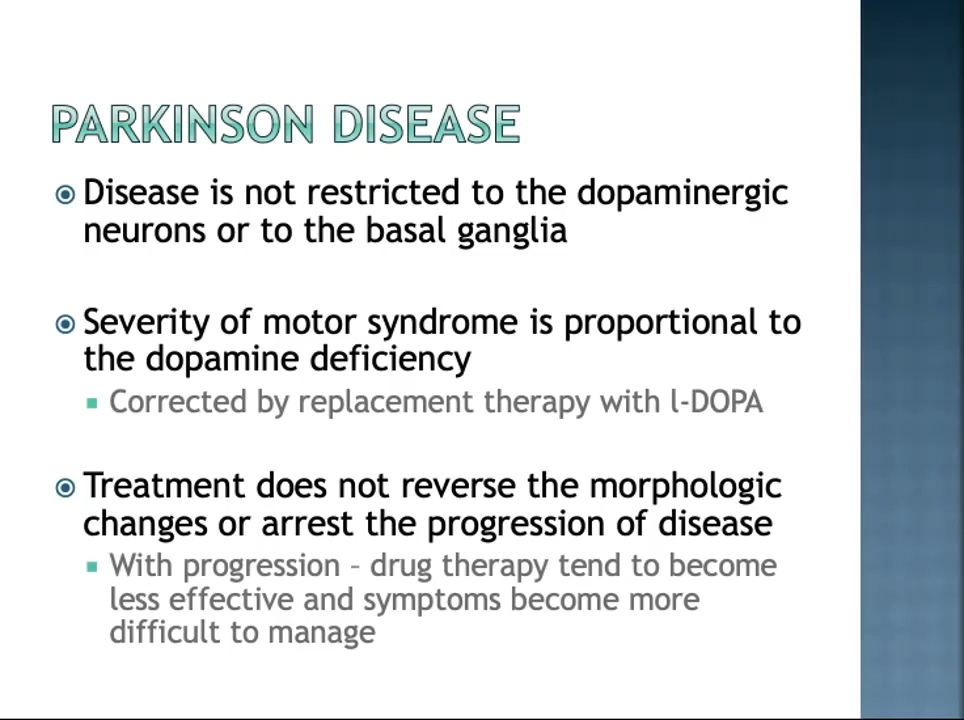 PARKINSON DISEASE
Disease is not restricted to the dopaminergic
neurons or to the basal ganglia
Severity of motor syndrome is proportional to
the dopamine deficiency
Corrected by replacement therapy with l-DOPA
Treatment does not reverse the morphologic
changes or arrest the progression of disease
With progression – drug therapy tend to become
less effective and symptoms become more
difficult to manage